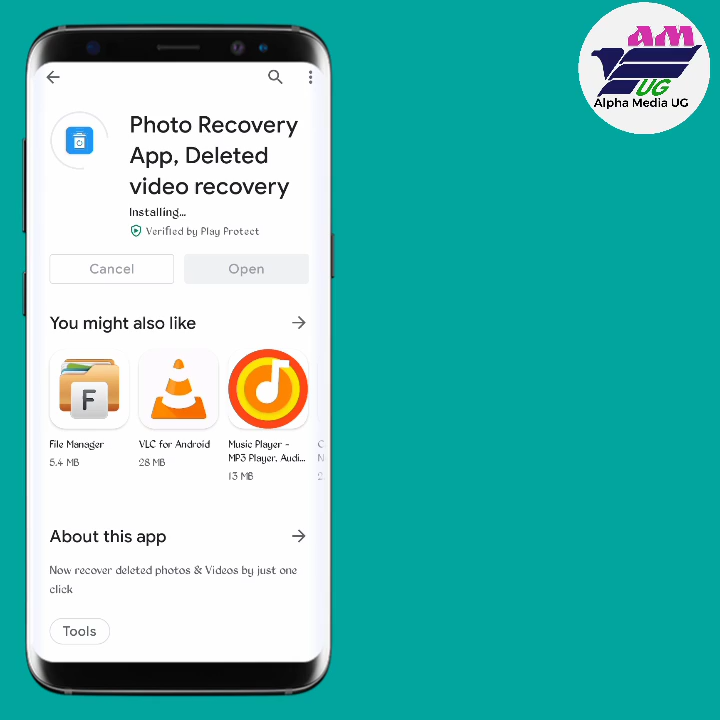 AM
UG
Alpha Media UG
Photo Recovery
App, Deleted
video recovery
Installing...
Verified by Play Protect
Cancel
Open
You might also like
F
File Manager
5.4 MB
VLC for Android
28 MB
Music Player -
MP3 Player, Audi...
13 MB
About this app
Now recover deleted photos & Videos by just one
click
Tools